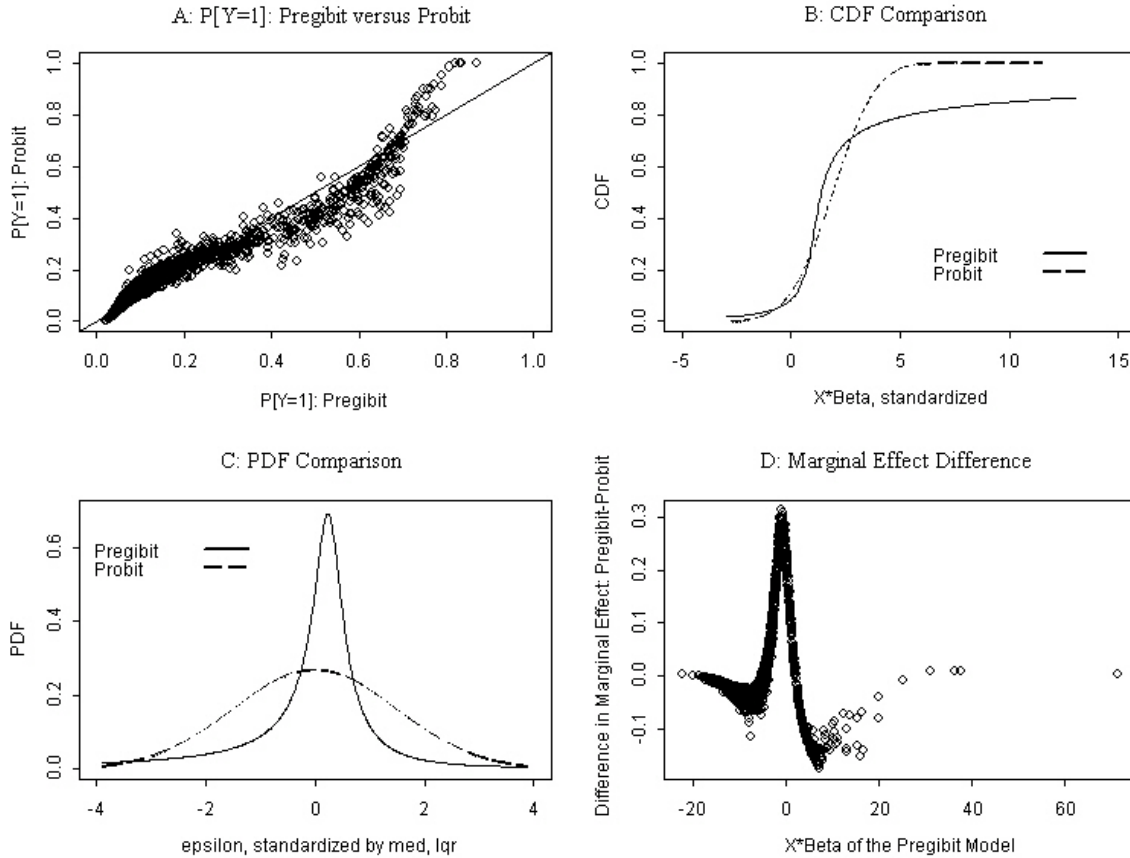 A: P[Y=1]: Pregibit versus Probit
P[Y=1]: Probit
0.0 0.2 0.4 0.6 0.8 1.0
0.0 0.2 0.4 0.6 0.8 1.0
P[Y=1]: Pregibit
B: CDF Comparison
CDF
0.0 0.2 0.4 0.6 0.8 1.0
Pregibit
Probit
-5 0 5 10 15
X*Beta, standardized
C: PDF Comparison
PDF
0.0 0.2 0.4 0.6
Pregibit
Probit
-4 -2 0 2 4
epsilon, standardized by med, Iqr
D: Marginal Effect Difference
Difference in Marginal Effect: Pregibit-Probit
-0.1 0.0 0.1 0.2 0.3
-20 0 20 40 60
X*Beta of the Pregibit Model